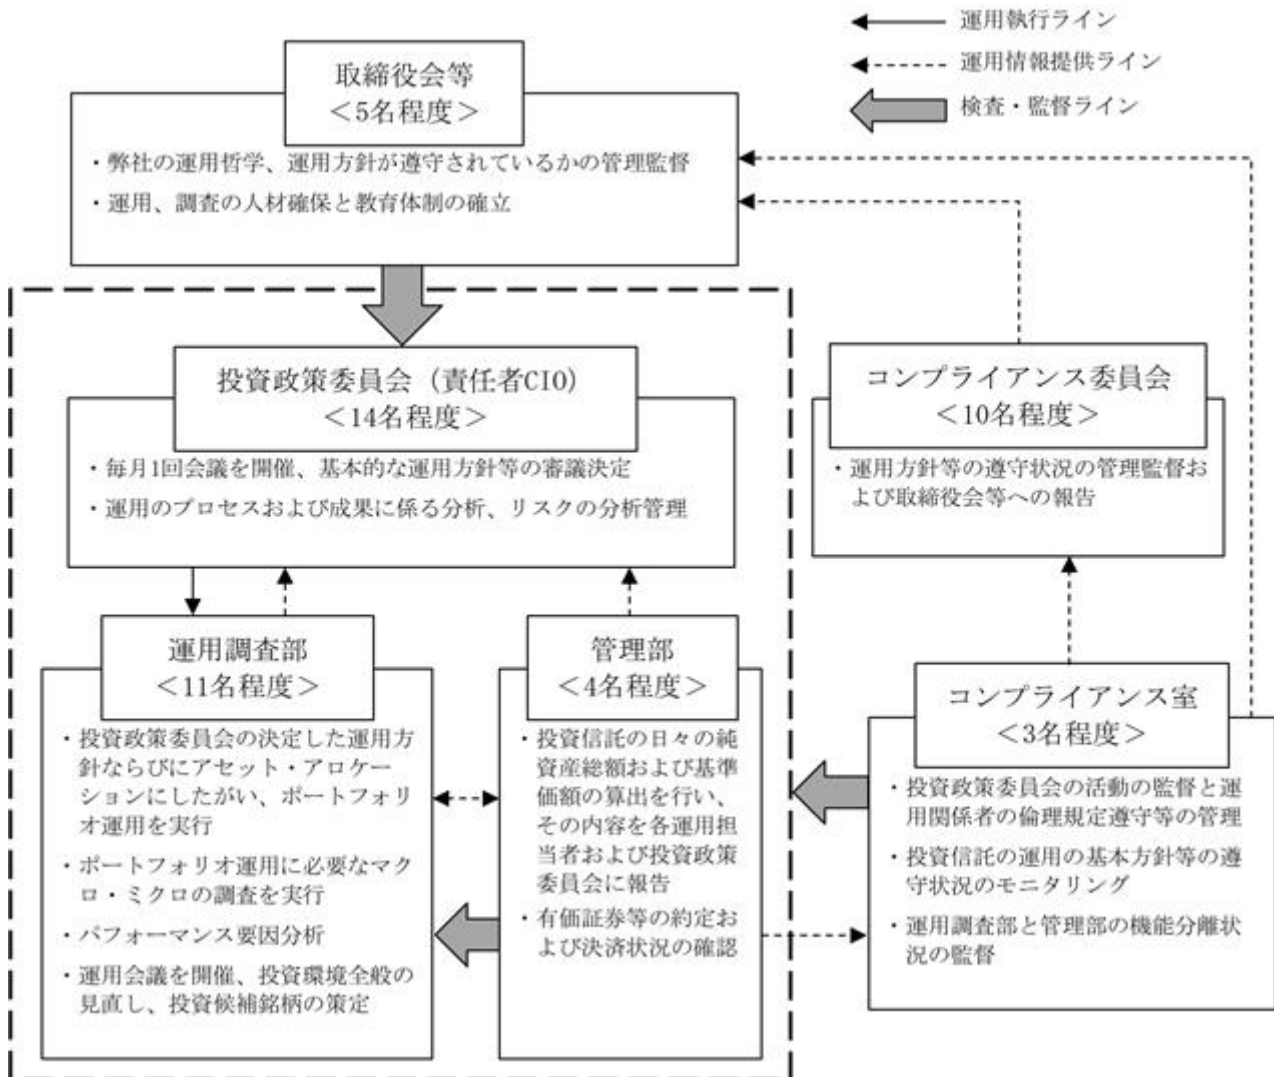 運用執行ライン
運用情報提供ライン
検査・監督ライン
取締役会等
＜5名程度＞
・弊社の運用哲学、運用方針が遵守されているかの管理監督
・運用、調査の人材確保と教育体制の確立
投資政策委員会（責任者CIO）
＜14名程度＞
・毎月1回会議を開催、基本的な運用方針等の審議決定
・運用のプロセスおよび成果に係る分析、リスクの分析管理
コンプライアンス委員会
＜10名程度＞
・運用方針等の遵守状況の管理監督お
よび取締役会等への報告
運用調査部
＜11名程度＞
・投資政策委員会の決定した運用方
針ならびにアセット・アロケー
ションにしたがい、ポートフォリ
オ運用を実行
・ポートフォリオ運用に必要なマク
ロ・ミクロの調査を実行
・パフォーマンス要因分析
・運用会議を開催、投資環境全般の
見直し、投資候補銘柄の策定
管理部
＜4名程度＞
・投資信託の日々の純
資産総額および基準
価額の算出を行い、
その内容を各運用担
当者および投資政策
委員会に報告
・有価証券等の約定お
よび決済状況の確認
コンプライアンス室
＜3名程度＞
・投資政策委員会の活動の監督と運
用関係者の倫理規定遵守等の管理
・投資信託の運用の基本方針等の遵
守状況のモニタリング
・運用調査部と管理部の機能分離状
況の監督